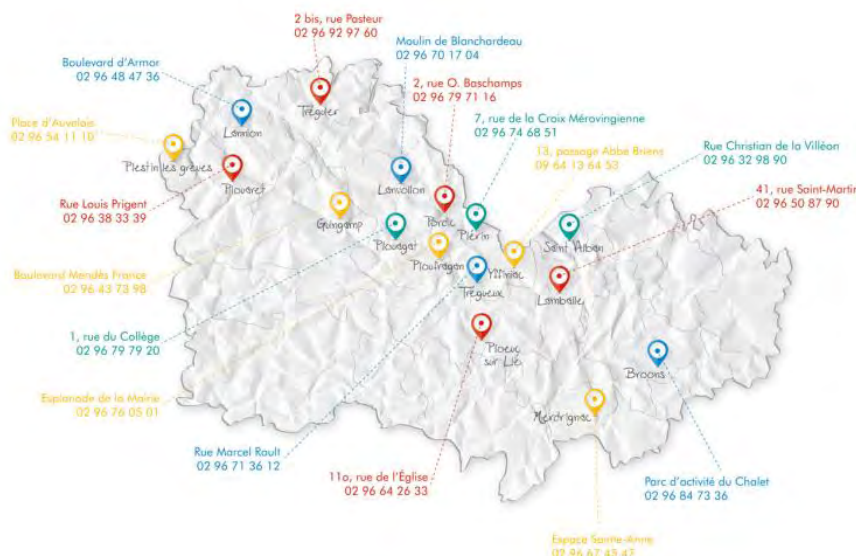 2 bis, rue Pasteur
02 96 92 97 60
Moulin de Blanchardeau
02 96 70 17 04
Boulevard d'Armor
02 96 48 47 36
2, rue O. Baschamps
02 96 79 71 16
7, rue de la Croix Mérovingienne
02 96 74 68 51
Place d'Auvelais
02 96 54 11 10
13, passage Abbé Briens
09 64 13 64 53
Rue Christian de la Villéon
02 96 32 98 90
41, rue Saint-Martin
02 96 50 87 90
Tréguier
Lannion
Plestin les grèves
Plouaret
Lanvollon
Rue Louis Prigent
02 96 38 33 39
Guingamp
Pordic
Plérin
Plouagat
Ploufragan
Yffiniac
Saint Alban
Trégueux
Lamballe
Boulevard Mendès France
02 96 43 73 98
1, rue du Collège
02 96 79 79 20
Ploeuc
sur Lié
Broons
Esplanade de la Mairie
02 96 76 05 01
Merdrignac
Rue Marcel Rault
02 96 71 36 12
11o, rue de l'Église
02 96 64 26 33
Parc d'activité du Chalet
02 96 84 73 36
Espace Sainte-Anne
02 96 67 45 47